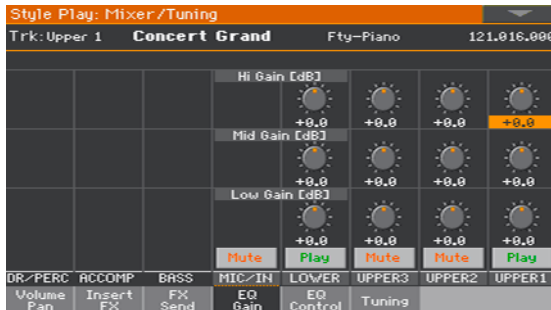 Style Play: Mixer/Tuning
Trk:Upper 1 Concert Grand Fty-Piano 121.016.000
Hi Gain [dB]
+0.0 +0.0 +0.0 +0.0
Mid Gain [dB]
+0.0 +0.0 +0.0 +0.0
Low Gain [dB]
+0.0 +0.0 +0.0 +0.0
Mute Play Mute Mute Play
DR/PERC ACCOMP BASS MIC/IN LOWER UPPER3 UPPER2 UPPER1
Volume Pan Insert FX FX Send EQ Gain EQ Control Tuning